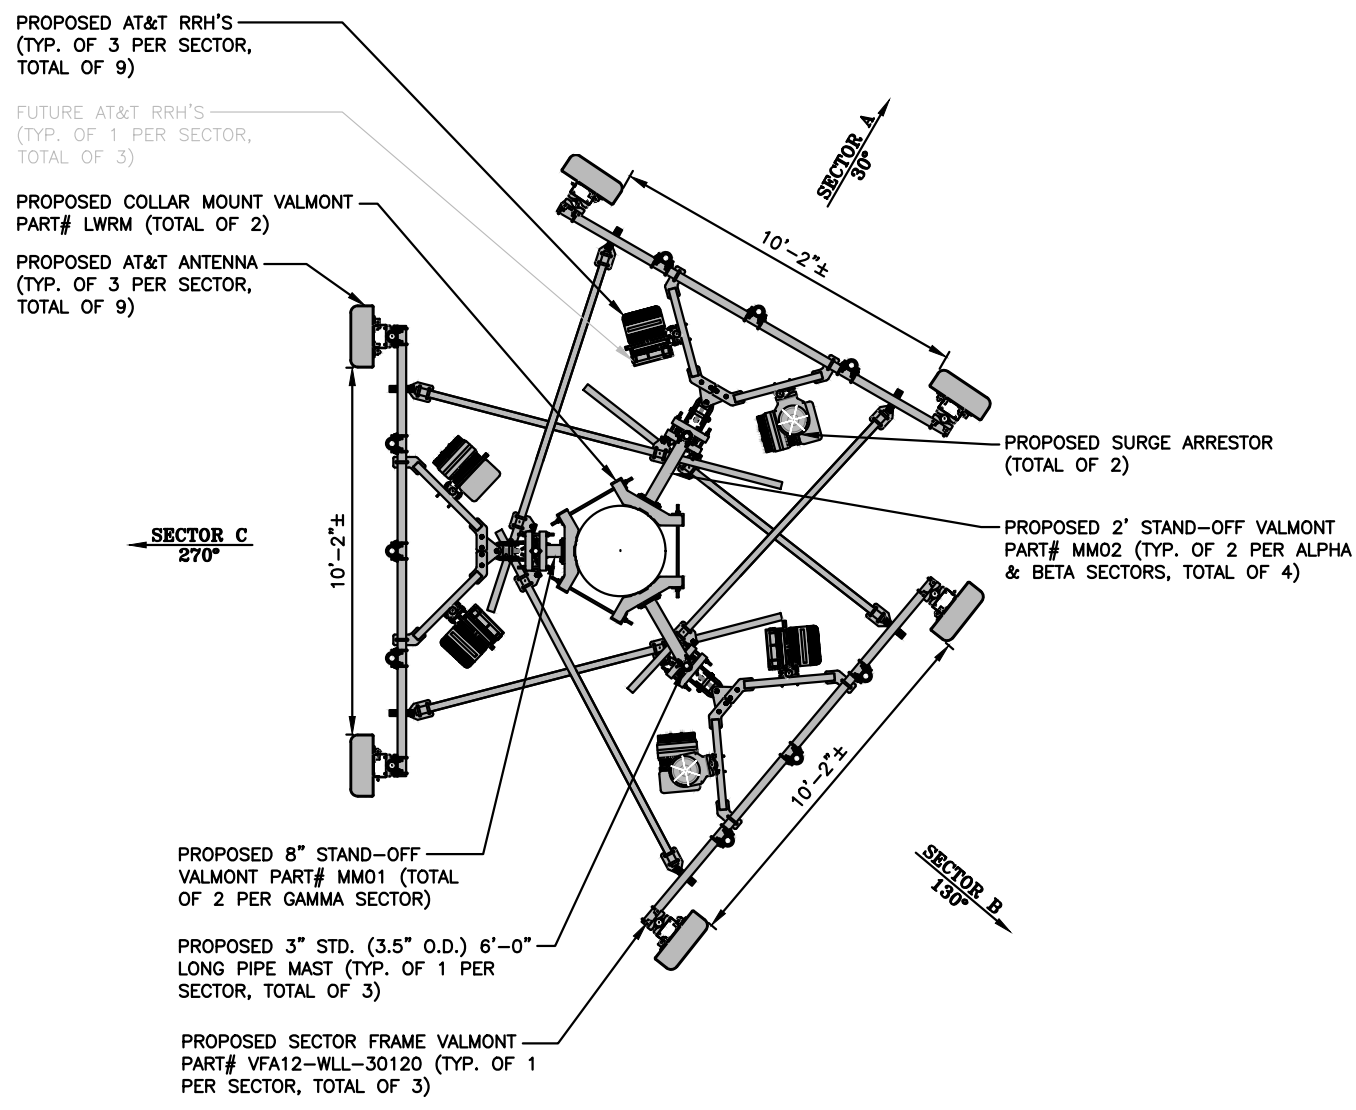 PROPOSED AT&T RRH'S
(TYP. OF 3 PER SECTOR,
TOTAL OF 9)
FUTURE AT&T RRH'S
(TYP. OF 1 PER SECTOR,
TOTAL OF 3)
PROPOSED COLLAR MOUNT VALMONT
PART# LWRM (TOTAL OF 2)
PROPOSED AT&T ANTENNA
(TYP. OF 3 PER SECTOR,
TOTAL OF 9)
SECTOR A
30°
10'-2"±
PROPOSED SURGE ARRESTOR
(TOTAL OF 2)
PROPOSED 2' STAND-OFF VALMONT
PART# MM02 (TYP. OF 2 PER ALPHA
& BETA SECTORS, TOTAL OF 4)
SECTOR C
270°
10'-2"±
10'-2"±
SECTOR B
130°
PROPOSED 8" STAND-OFF
VALMONT PART# MM01 (TOTAL
OF 2 PER GAMMA SECTOR)
PROPOSED 3" STD. (3.5" O.D.) 6'-0"
LONG PIPE MAST (TYP. OF 1 PER
SECTOR, TOTAL OF 3)
PROPOSED SECTOR FRAME VALMONT
PART# VFA12-WLL-30120 (TYP. OF 1
PER SECTOR, TOTAL OF 3)